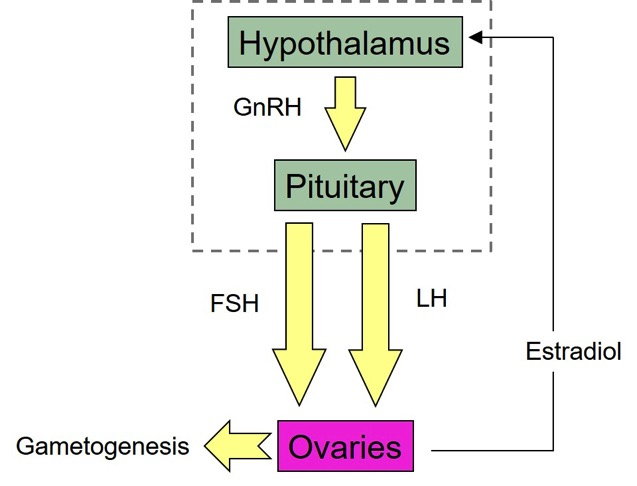 Hypothalamus
GnRH
Pituitary
FSH
LH
Estradiol
Gametogenesis
Ovaries